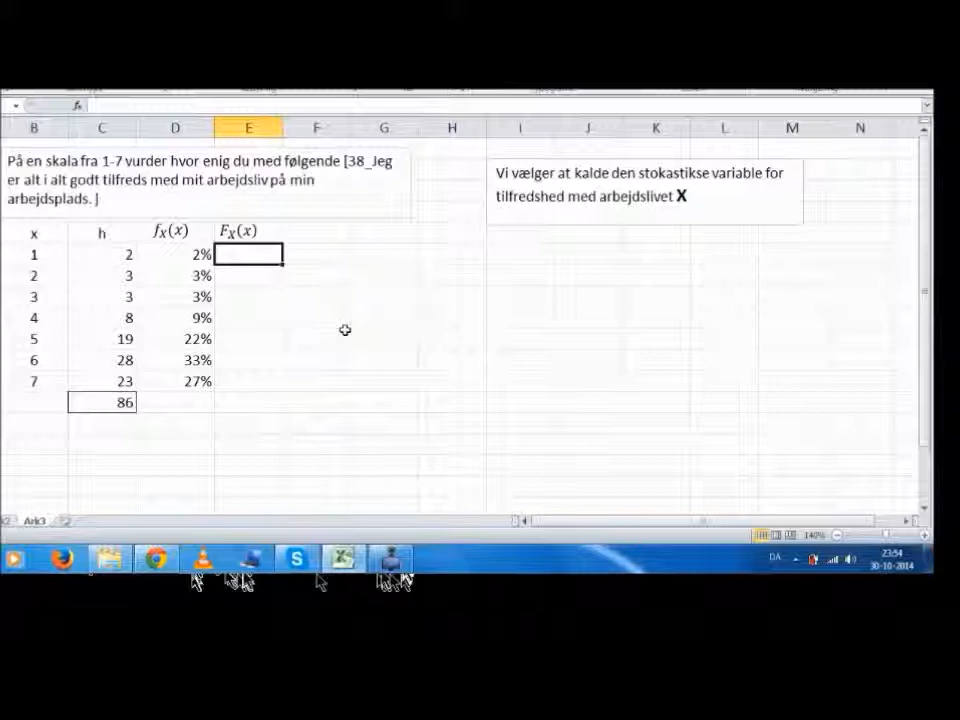 B C D E F G H I J K L M N
På en skala fra 1-7 vurder hvor enig du med følgende [38_Jeg
er alt i alt godt tilfreds med mit arbejdsliv på min
arbejdsplads. ]
Vi vælger at kalde den stokastikse variable for
tilfredshed med arbejdslivet X
x h f_X(x) F_X(x)
1 2 2%
2 3 3%
3 3 3%
4 8 9%
5 19 22%
6 28 33%
7 23 27%
86
Ark3
140%
DA
23:54
30-10-2014